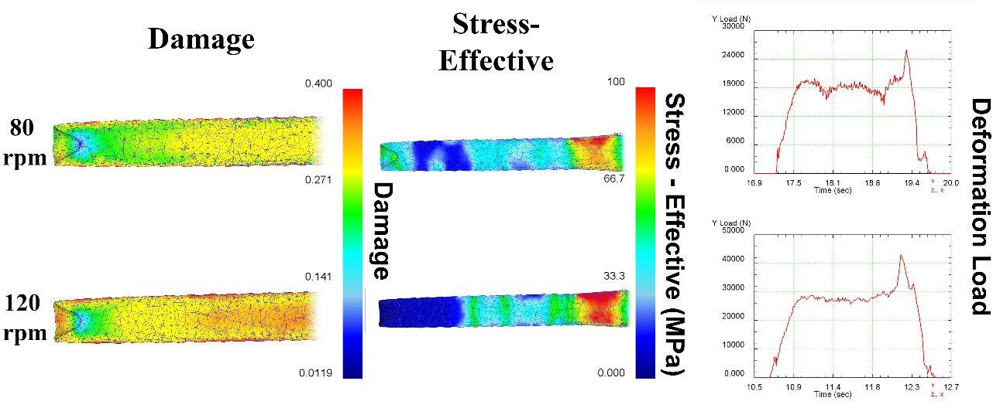 Damage
Stress-
Effective
80
rpm
120
rpm
0.400
0.271
0.141
0.0119
Damage
100
66.7
33.3
0.000
Stress - Effective (MPa)
Y Load (N)
30000
24000
18000
12000
6000
0.000
16.9 17.5 18.1 18.8 19.4 20.0
Time (sec)
Y
Z X
Y Load (N)
50000
40000
30000
20000
10000
0.000
10.5 10.9 11.4 11.8 12.3 12.7
Time (sec)
Y
Z X
Deformation Load